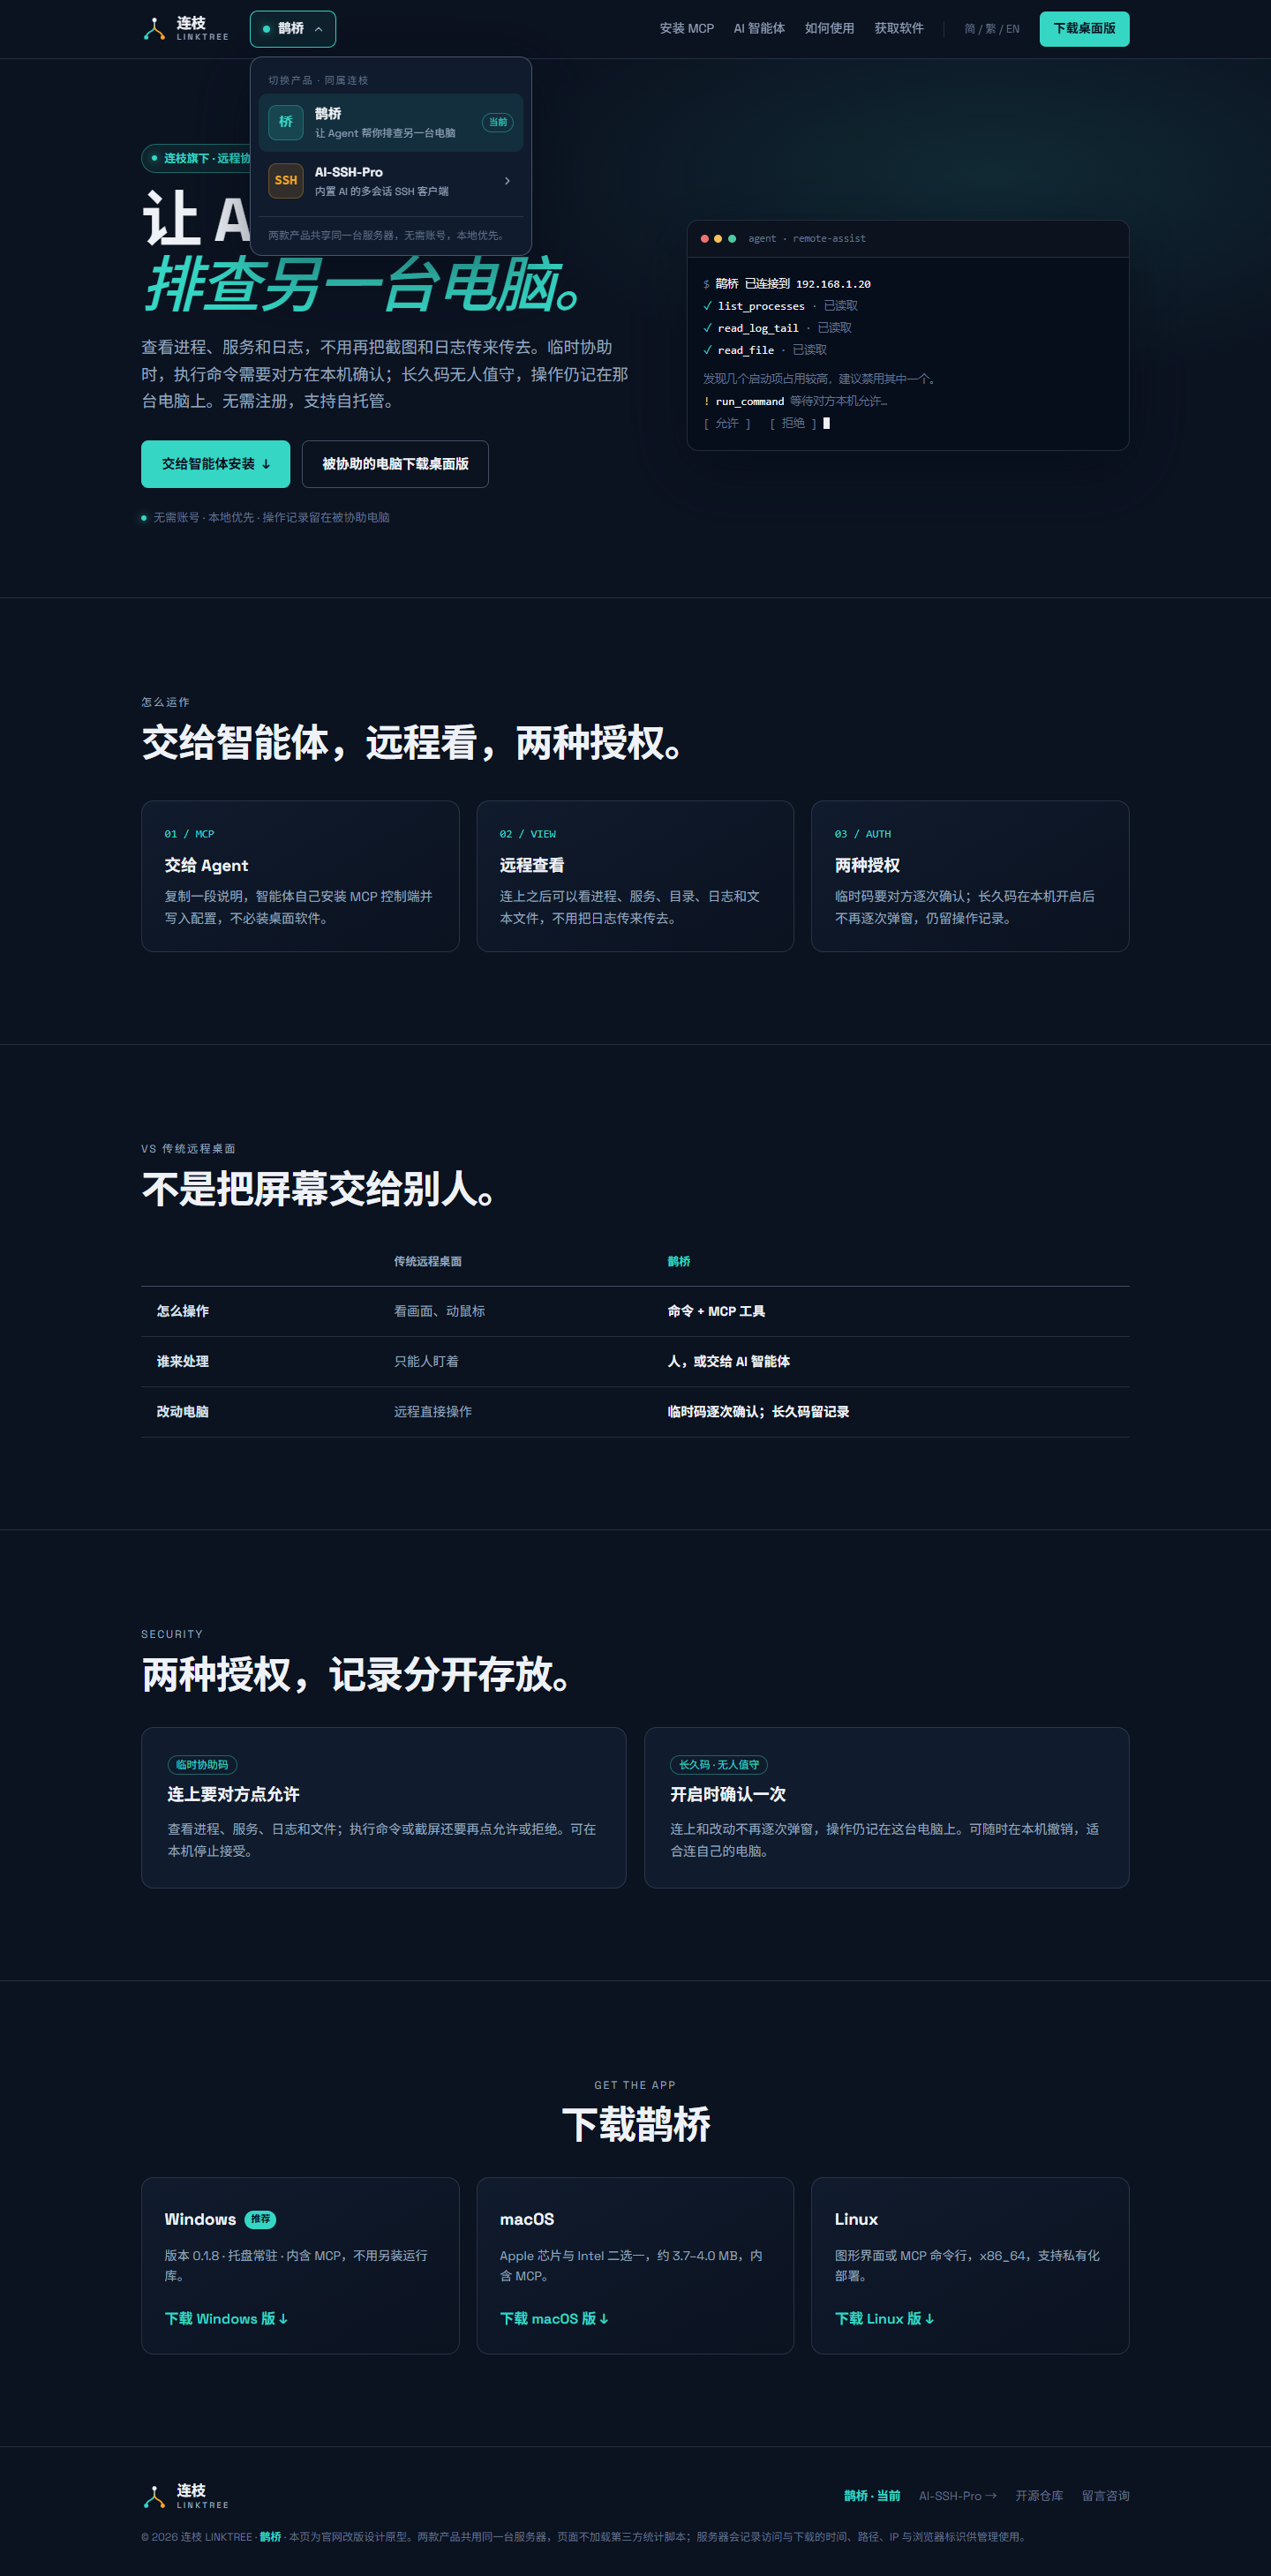 连枝
LINKTREE
鹊桥
安装 MCP
AI 智能体
如何使用
获取软件
简 / 繁 / EN
下载桌面版
切换产品 · 同属连枝
桥
鹊桥
让 Agent 帮你排查另一台电脑
当前
SSH
AI-SSH-Pro
内置 AI 的多会话 SSH 客户端
两款产品共享同一台服务器，无需账号，本地优先。
连枝旗下 · 远程协
让 A
排查另一台电脑。
查看进程、服务和日志，不用再把截图和日志传来传去。临时协助
时，执行命令需要对方在本机确认；长久码无人值守，操作仍记在那
台电脑上。无需注册，支持自托管。
交给智能体安装 ↓
被协助的电脑下载桌面版
无需账号 · 本地优先 · 操作记录留在被协助电脑
agent · remote-assist
$ 鹊桥 已连接到 192.168.1.20
✓ list_processes · 已读取
✓ read_log_tail · 已读取
✓ read_file · 已读取
发现几个启动项占用较高，建议禁用其中一个。
! run_command 等待对方本机允许…
[ 允许 ] [ 拒绝 ]
怎么运作
交给智能体，远程看，两种授权。
01 / MCP
交给 Agent
复制一段说明，智能体自己安装 MCP 控制端并
写入配置，不必装桌面软件。
02 / VIEW
远程查看
连上之后可以看进程、服务、目录、日志和文
本文件，不用把日志传来传去。
03 / AUTH
两种授权
临时码要对方逐次确认；长久码在本机开启后
不再逐次弹窗，仍留操作记录。
VS 传统远程桌面
不是把屏幕交给别人。
传统远程桌面
鹊桥
怎么操作
看画面、动鼠标
命令 + MCP 工具
谁来处理
只能人盯着
人，或交给 AI 智能体
改动电脑
远程直接操作
临时码逐次确认；长久码留记录
SECURITY
两种授权，记录分开存放。
临时协助码
连上要对方点允许
查看进程、服务、日志和文件；执行命令或截屏还要再点允许或拒绝。可在
本机停止接受。
长久码 · 无人值守
开启时确认一次
连上和改动不再逐次弹窗，操作仍记在这台电脑上。可随时在本机撤销，适
合连自己的电脑。
GET THE APP
下载鹊桥
Windows 推荐
版本 0.1.8 · 托盘常驻 · 内含 MCP，不用另装运行
库。
下载 Windows 版 ↓
macOS
Apple 芯片与 Intel 二选一，约 3.7–4.0 MB，内
含 MCP。
下载 macOS 版 ↓
Linux
图形界面或 MCP 命令行，x86_64，支持私有化
部署。
下载 Linux 版 ↓
连枝
LINKTREE
鹊桥 · 当前
AI-SSH-Pro →
开源仓库
留言咨询
© 2026 连枝 LINKTREE · 鹊桥 · 本页为官网改版设计原型。两款产品共用同一台服务器，页面不加载第三方统计脚本；服务器会记录访问与下载的时间、路径、IP 与浏览器标识供管理使用。